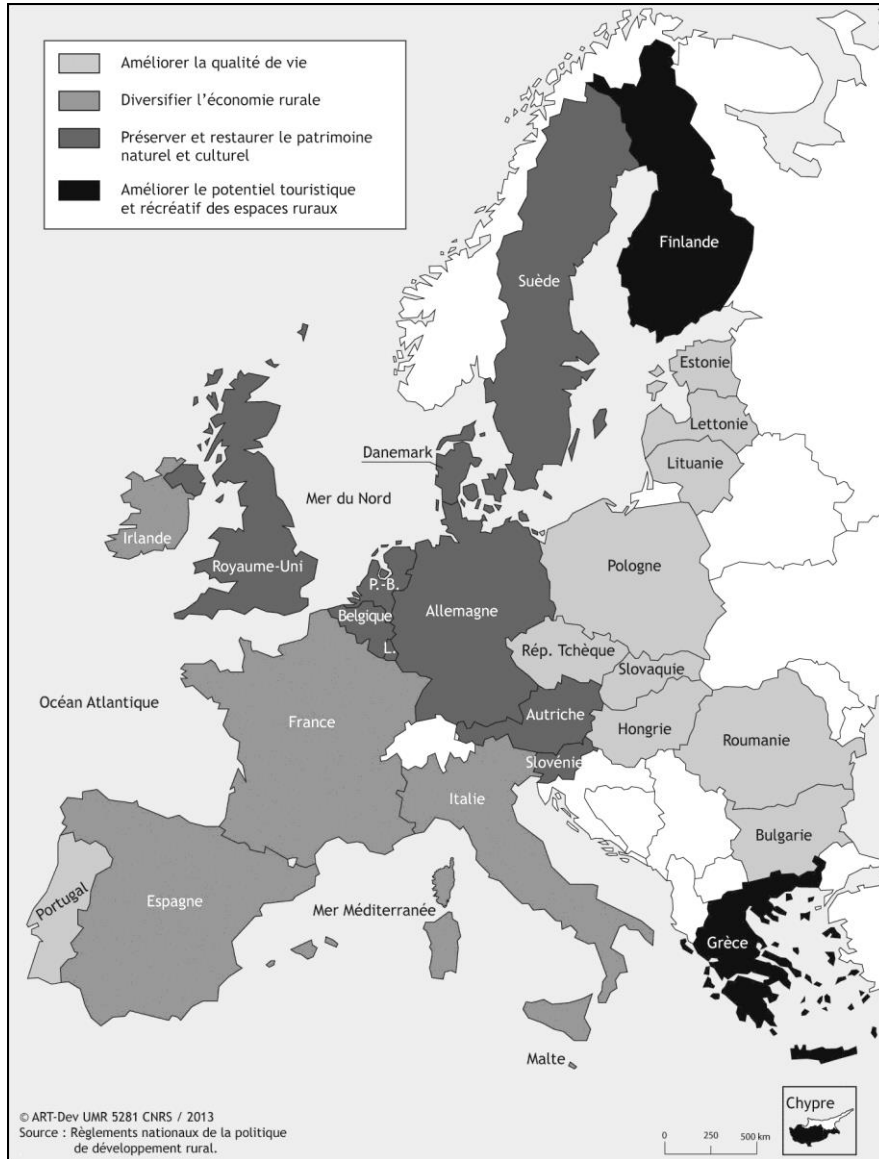 Améliorer la qualité de vie
Diversifier l'économie rurale
Préserver et restaurer le patrimoine
naturel et culturel
Améliorer le potentiel touristique
et récréatif des espaces ruraux
Finlande
Suède
Estonie
Lettonie
Danemark
Lituanie
Mer du Nord
Irlande
Royaume-Uni
Pologne
P.-B.
Allemagne
Belgique
L.
Rép. Tchèque
Slovaquie
Océan Atlantique
Autriche
France
Hongrie
Roumanie
Slovénie
Italie
Bulgarie
Portugal
Espagne
Mer Méditerranée
Grèce
Malte
Chypre
© ART-Dev UMR 5281 CNRS / 2013
Source : Règlements nationaux de la politique
de développement rural.
0 250 500 km